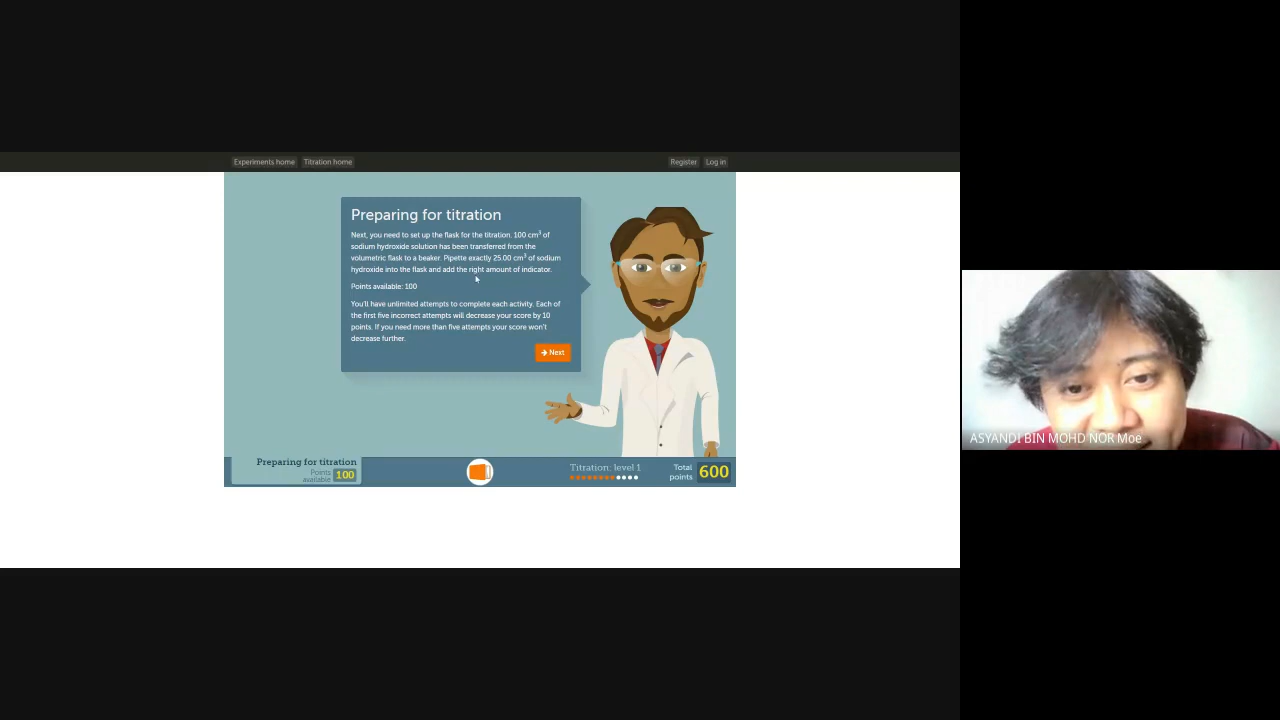 Experiments home Titration home Register Log in
Preparing for titration
Next, you need to set up the flask for the titration. 100 cm³ of
sodium hydroxide solution has been transferred from the
volumetric flask to a beaker. Pipette exactly 25.00 cm³ of sodium
hydroxide into the flask and add the right amount of indicator.
Points available: 100
You'll have unlimited attempts to complete each activity. Each of
the first five incorrect attempts will decrease your score by 10
points. If you need more than five attempts your score won't
decrease further.
Next
Preparing for titration
Points
available 100
Titration: level 1
Total
points 600
ASYANDI BIN MOHD NOR Moe